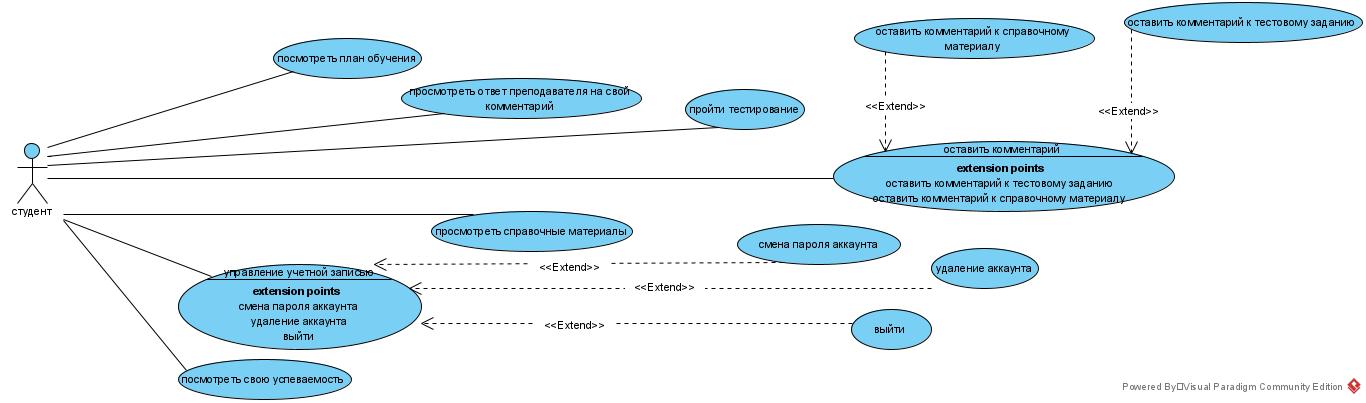 оставить комментарий к тестовому заданию
оставить комментарий к справочному
материалу
посмотреть план обучения
просмотреть ответ преподавателя на свой
комментарий
пройти тестирование
<<Extend>>
<<Extend>>
оставить комментарий
extension points
оставить комментарий к тестовому заданию
оставить комментарий к справочному материалу
студент
просмотреть справочные материалы
смена пароля аккаунта
<<Extend>>
удаление аккаунта
<<Extend>>
управление учетной записью
extension points
смена пароля аккаунта
удаление аккаунта
выйти
<<Extend>>
выйти
посмотреть свою успеваемость
Powered By□Visual Paradigm Community Edition